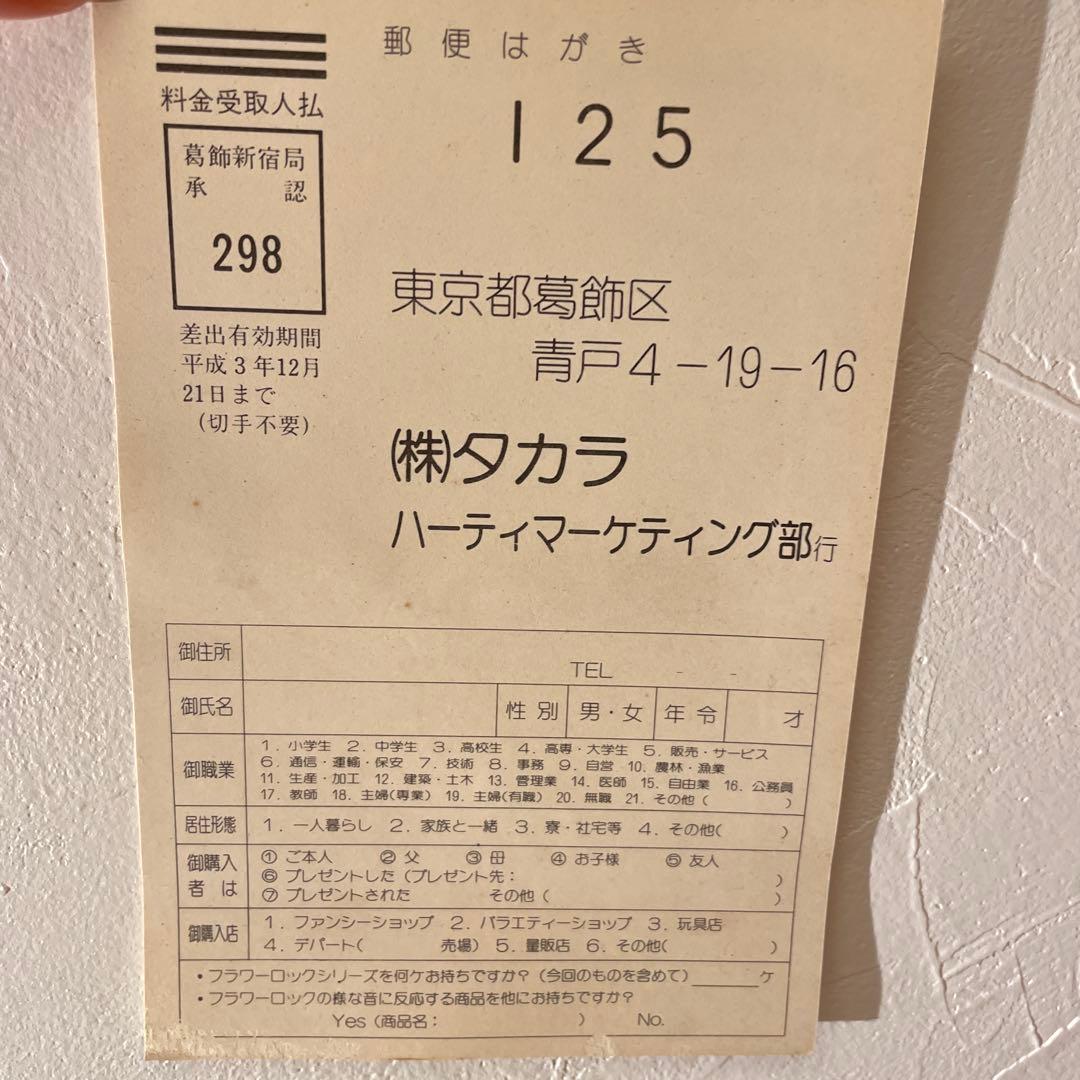 郵便はがき
125
料金受取人払
葛飾新宿局
承認
298
差出有効期間
平成3年12月
21日まで
(切手不要)
東京都葛飾区
青戸4-19-16
(株)タカラ
ハーティマーケティング部行
御住所
TEL - -
御氏名 性別 男・女 年令 才
御職業
1. 小学生 2. 中学生 3. 高校生 4. 高専・大学生 5. 販売・サービス
6. 通信・運輸・保安 7. 技術 8. 事務 9. 自営 10. 農林・漁業
11. 生産・加工 12. 建築・土木 13. 管理業 14. 医師 15. 自由業 16. 公務員
17. 教師 18. 主婦(専業) 19. 主婦(有職) 20. 無職 21. その他( )
居住形態 1. 一人暮らし 2. 家族と一緒 3. 寮・社宅等 4. その他( )
御購入
者は
① ご本人 ② 父 ③ 母 ④ お子様 ⑤ 友人
⑥ プレゼントした(プレゼント先: )
⑦ プレゼントされた その他( )
御購入店
1. ファンシーショップ 2. バラエティーショップ 3. 玩具店
4. デパート( 売場) 5. 量販店 6. その他( )
・フラワーロックシリーズを何ケお持ちですか?(今回のものを含めて)______ケ
・フラワーロックの様な音に反応する商品を他にお持ちですか?
Yes(商品名: ) No.